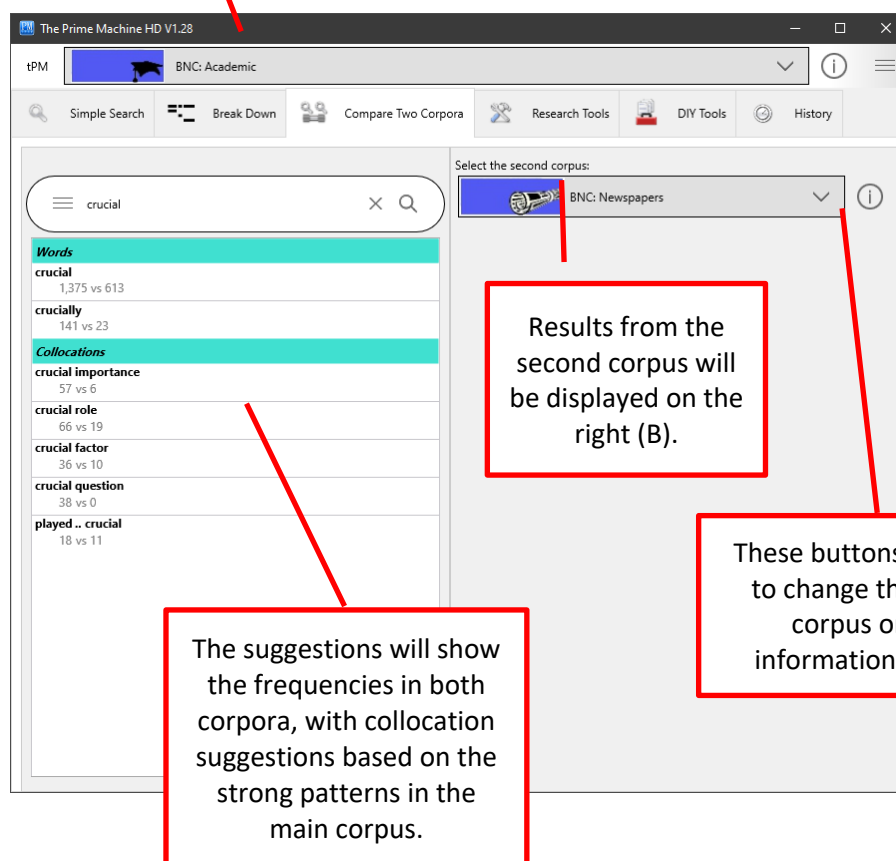 The Prime Machine HD V1.28
tPM BNC: Academic
Simple Search Break Down Compare Two Corpora Research Tools DIY Tools History
Select the second corpus:
crucial
BNC: Newspapers
Words
crucial
1,375 vs 613
crucially
141 vs 23
Collocations
crucial importance
57 vs 6
crucial role
66 vs 19
crucial factor
36 vs 10
crucial question
38 vs 0
played .. crucial
18 vs 11
Results from the
second corpus will
be displayed on the
right (B).
These buttons
to change th
corpus o
information
The suggestions will show
the frequencies in both
corpora, with collocation
suggestions based on the
strong patterns in the
main corpus.